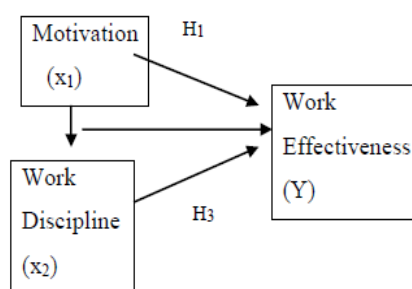 Motivation
(x₁)
H₁
Work
Effectiveness
(Y)
Work
Discipline
(x₂)
H₃